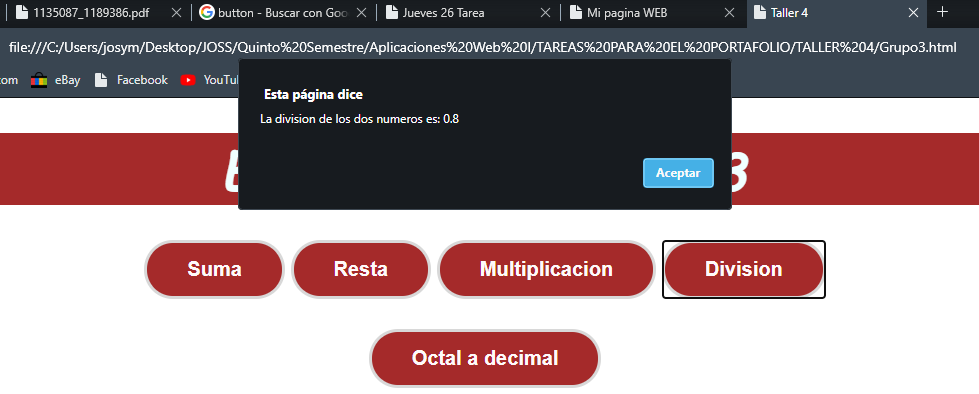 1135087_1189386.pdf
button - Buscar con Goo
Jueves 26 Tarea
Mi pagina WEB
Taller 4
file:///C:/Users/josym/Desktop/JOSS/Quinto%20Semestre/Aplicaciones%20Web%20I/TAREAS%20PARA%20EL%20PORTAFOLIO/TALLER%204/Grupo3.html
com
eBay
Facebook
YouTu
Esta página dice
La division de los dos numeros es: 0.8
Aceptar
E
3
Suma
Resta
Multiplicacion
Division
Octal a decimal